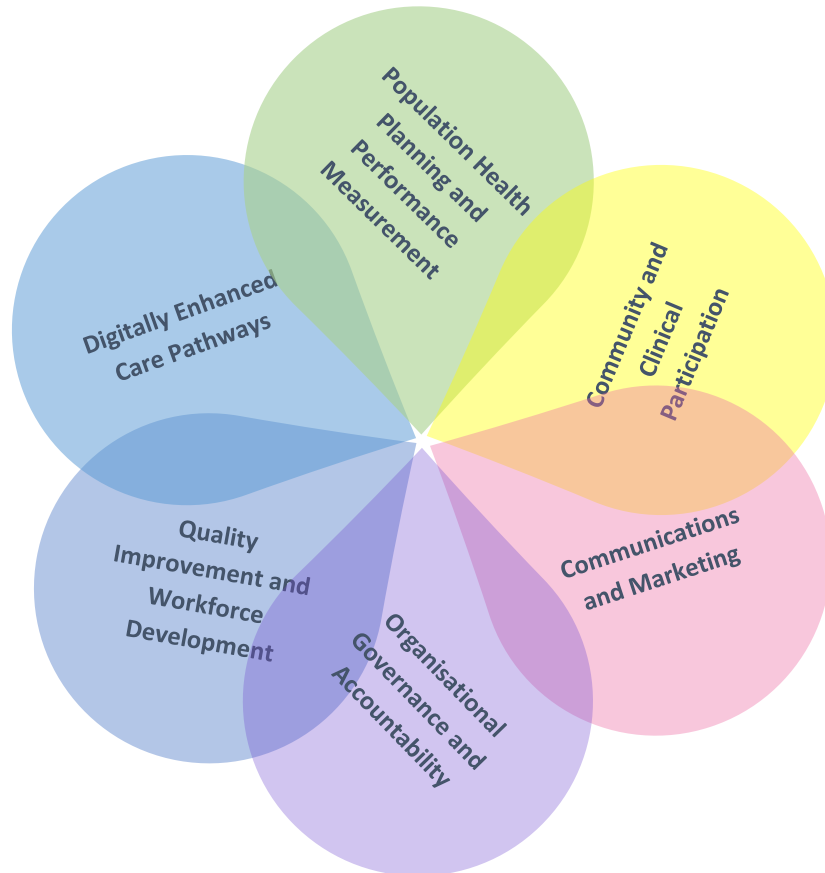 Population Health
Planning and
Performance
Measurement
Community and
Clinical
Participation
Communications
and Marketing
Organisational
Governance and
Accountability
Quality
Improvement and
Workforce
Development
Digitally Enhanced
Care Pathways